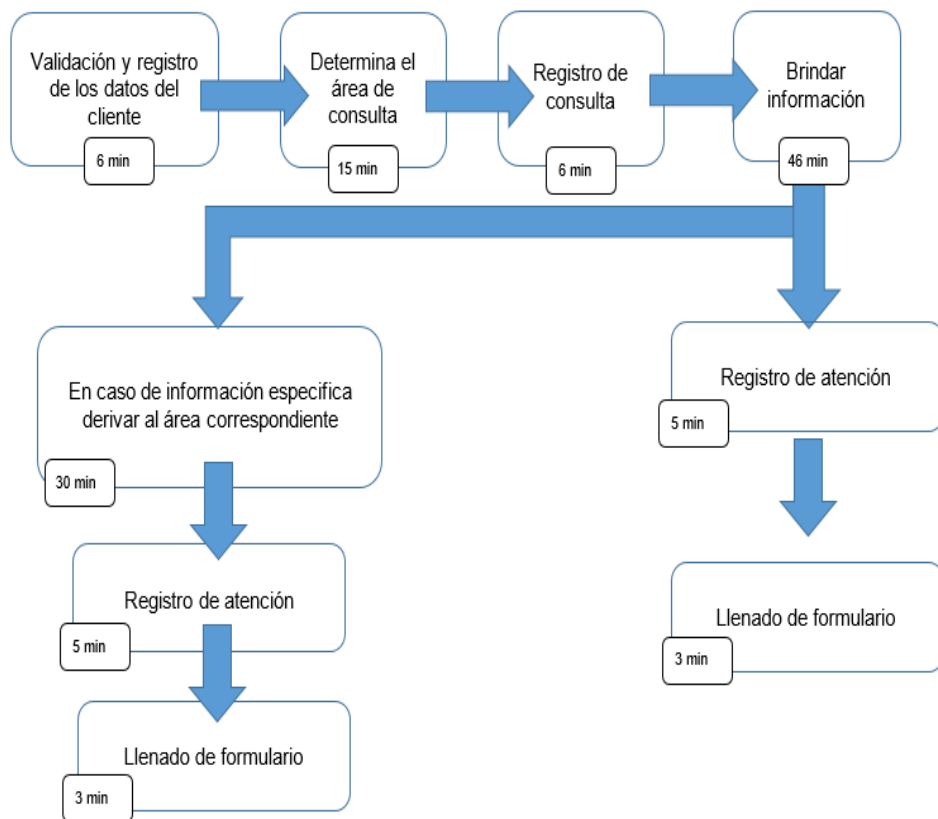 Validación y registro
de los datos del
cliente
6 min
Determina el
área de
consulta
15 min
Registro de
consulta
6 min
Brindar
información
46 min
En caso de información especifica
derivar al área correspondiente
30 min
Registro de atención
5 min
Llenado de formulario
3 min
Registro de atención
5 min
Llenado de formulario
3 min